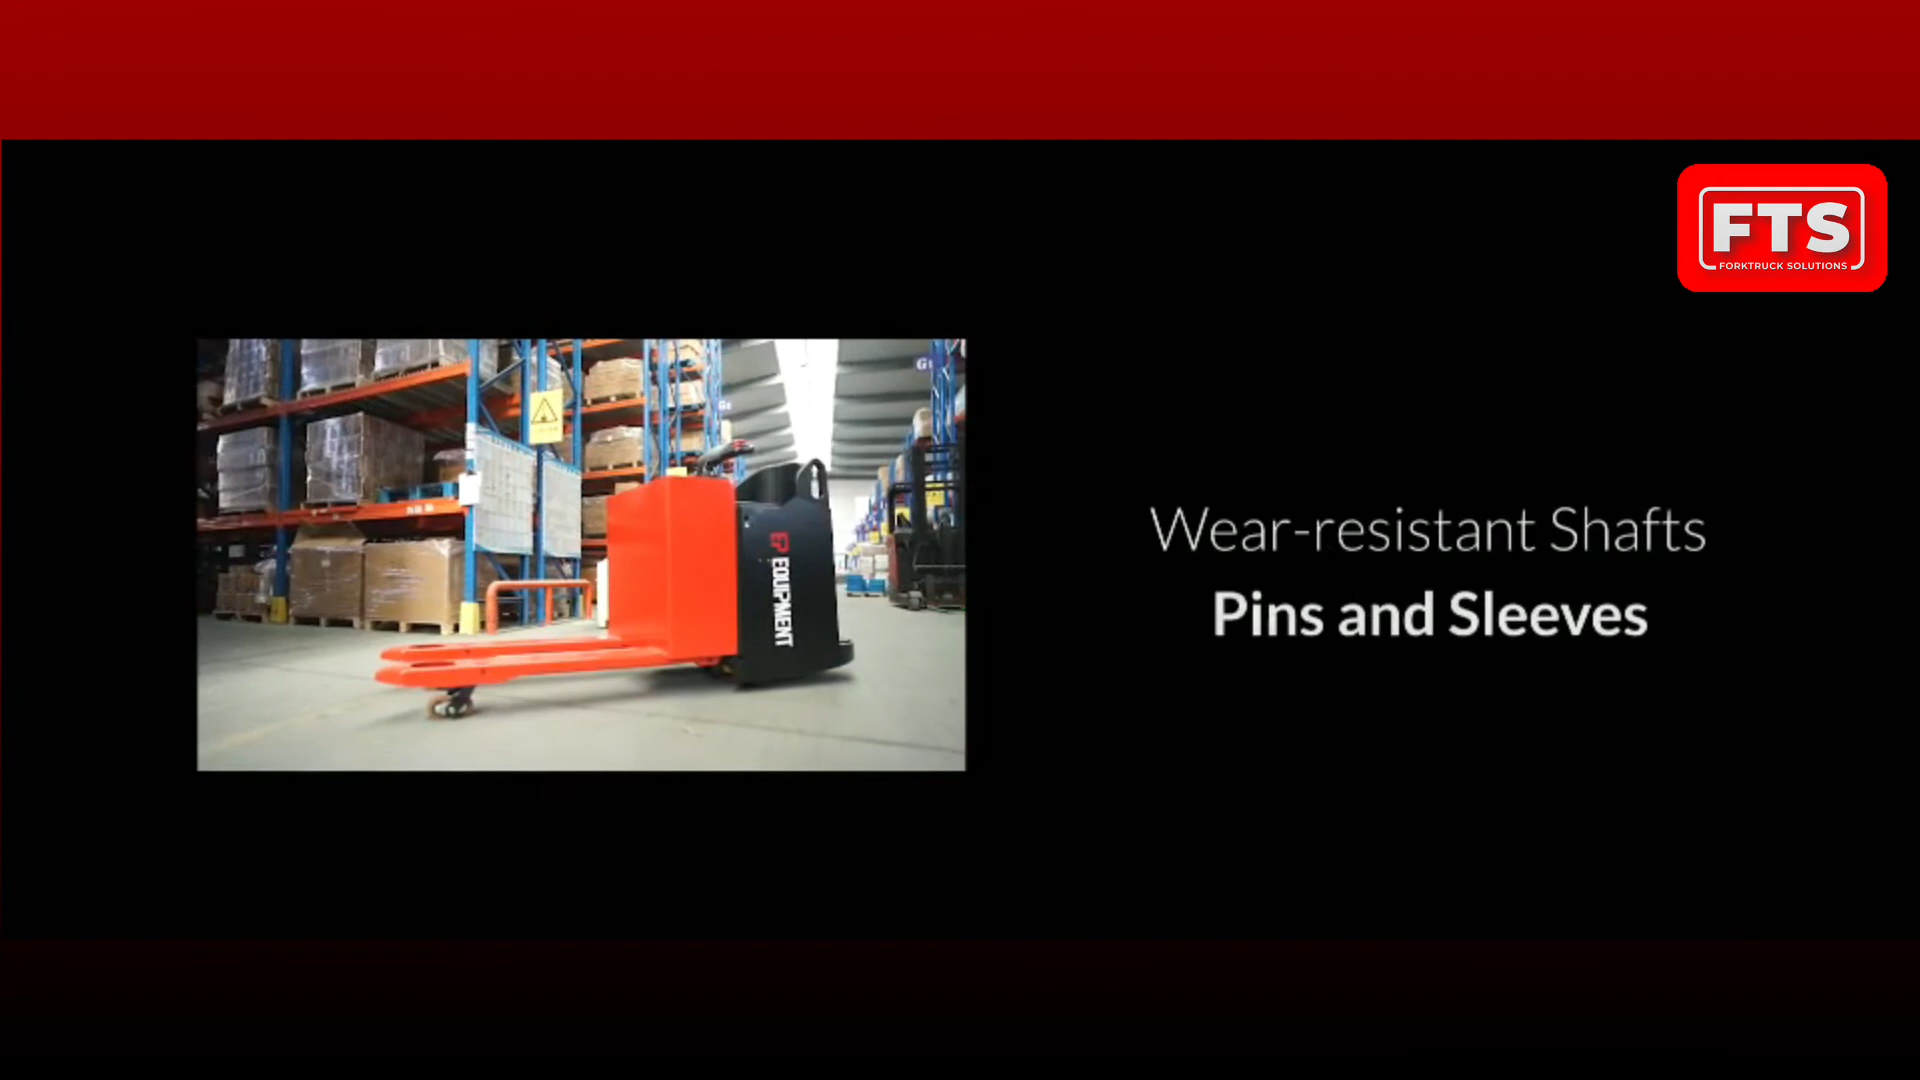 FTS
FORKTRUCK SOLUTIONS
Wear-resistant Shafts
Pins and Sleeves
EP EQUIPMENT